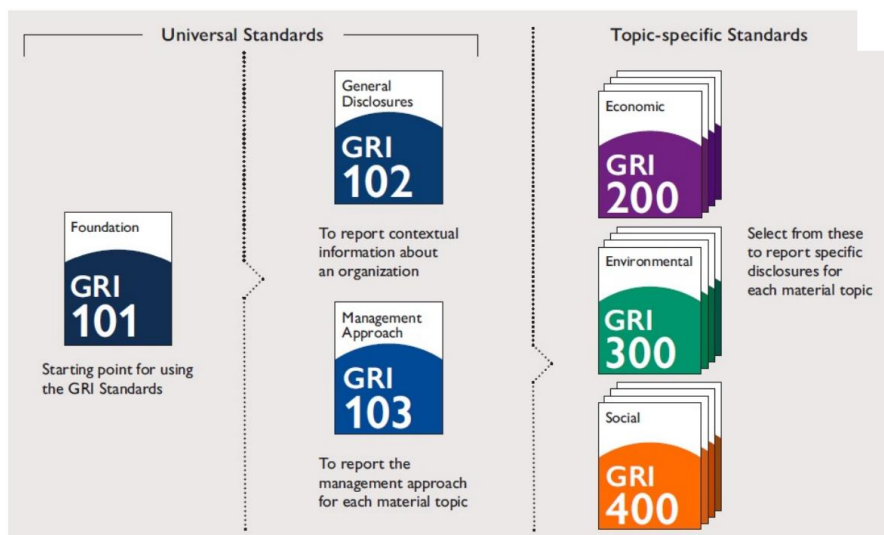 Universal Standards
Foundation
GRI
101
Starting point for using
the GRI Standards
General
Disclosures
GRI
102
To report contextual
information about
an organization
Management
Approach
GRI
103
To report the
management approach
for each material topic
Topic-specific Standards
Economic
GRI
200
Environmental
GRI
300
Social
GRI
400
Select from these
to report specific
disclosures for
each material topic